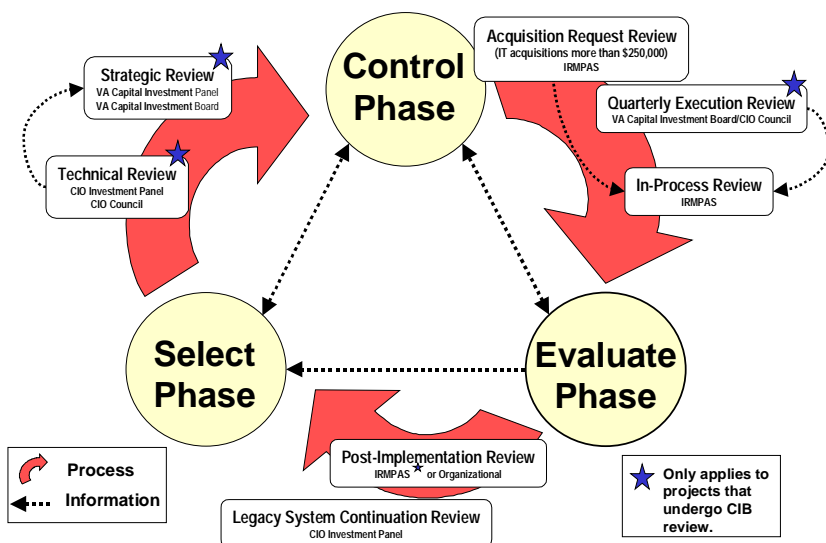 Strategic Review
VA Capital Investment Panel
VA Capital Investment Board
Technical Review
CIO Investment Panel
CIO Council
Control
Phase
Acquisition Request Review
(IT acquisitions more than $250,000)
IRMPAS
Quarterly Execution Review
VA Capital Investment Board/CIO Council
In-Process Review
IRMPAS
Select
Phase
Evaluate
Phase
Post-Implementation Review
IRMPAS or Organizational
Legacy System Continuation Review
CIO Investment Panel
Process
Information
Only applies to
projects that
undergo CIB
review.